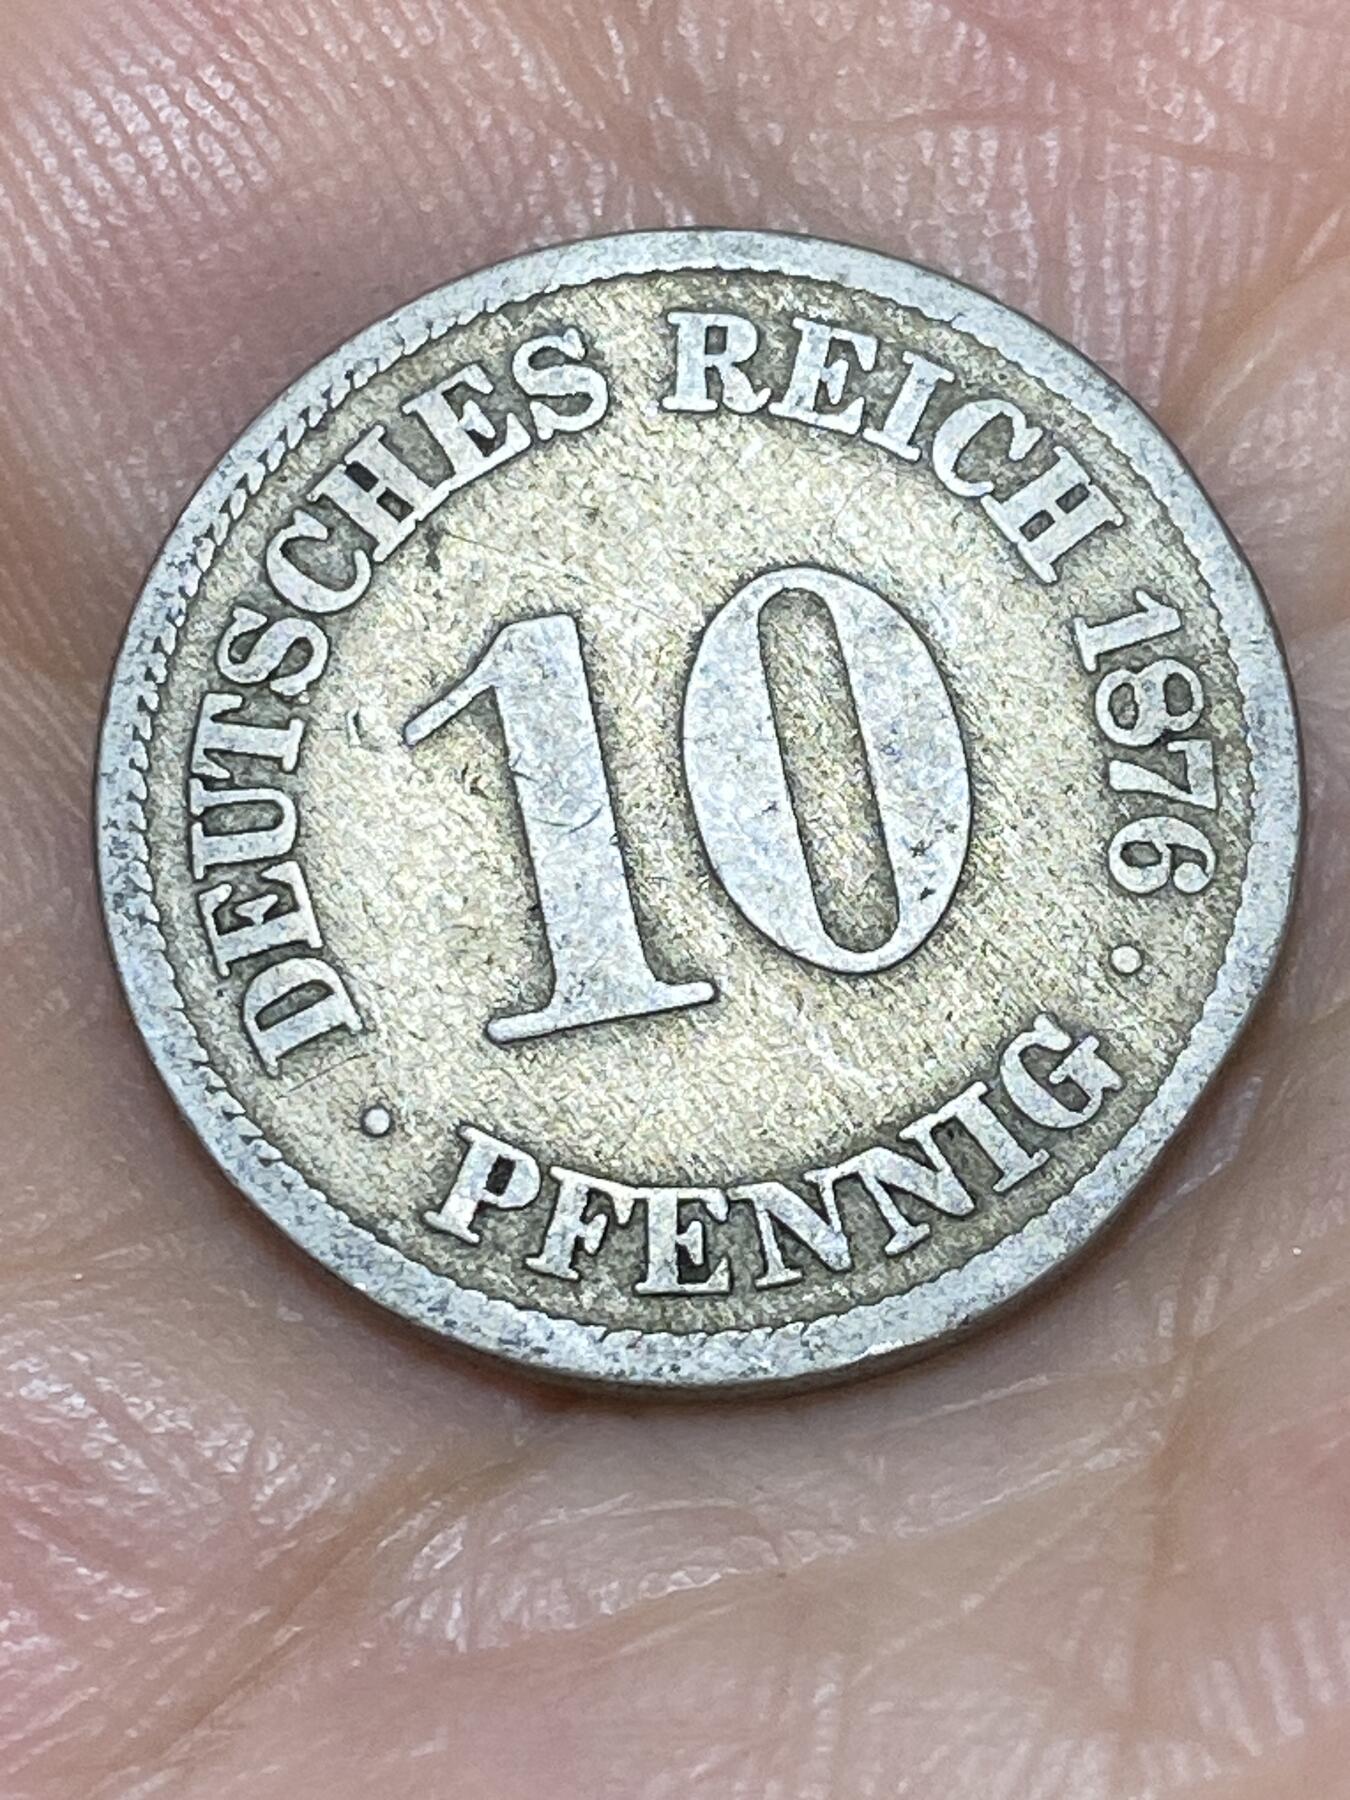 DEUTSCHES REICH 1876
10
· PFENNIG ·